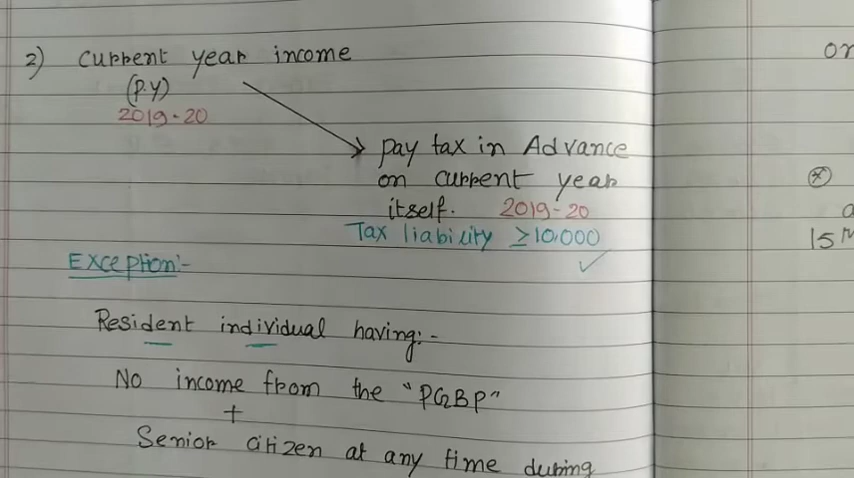 2) current year income
(P.Y)
2019-20
pay tax in Advance
on current year
itself. 2019-20
Tax liability ≥10,000
Exception:-
Resident individual having:-
No income from the "PGBP"
+
Senior citizen at any time during
or
15